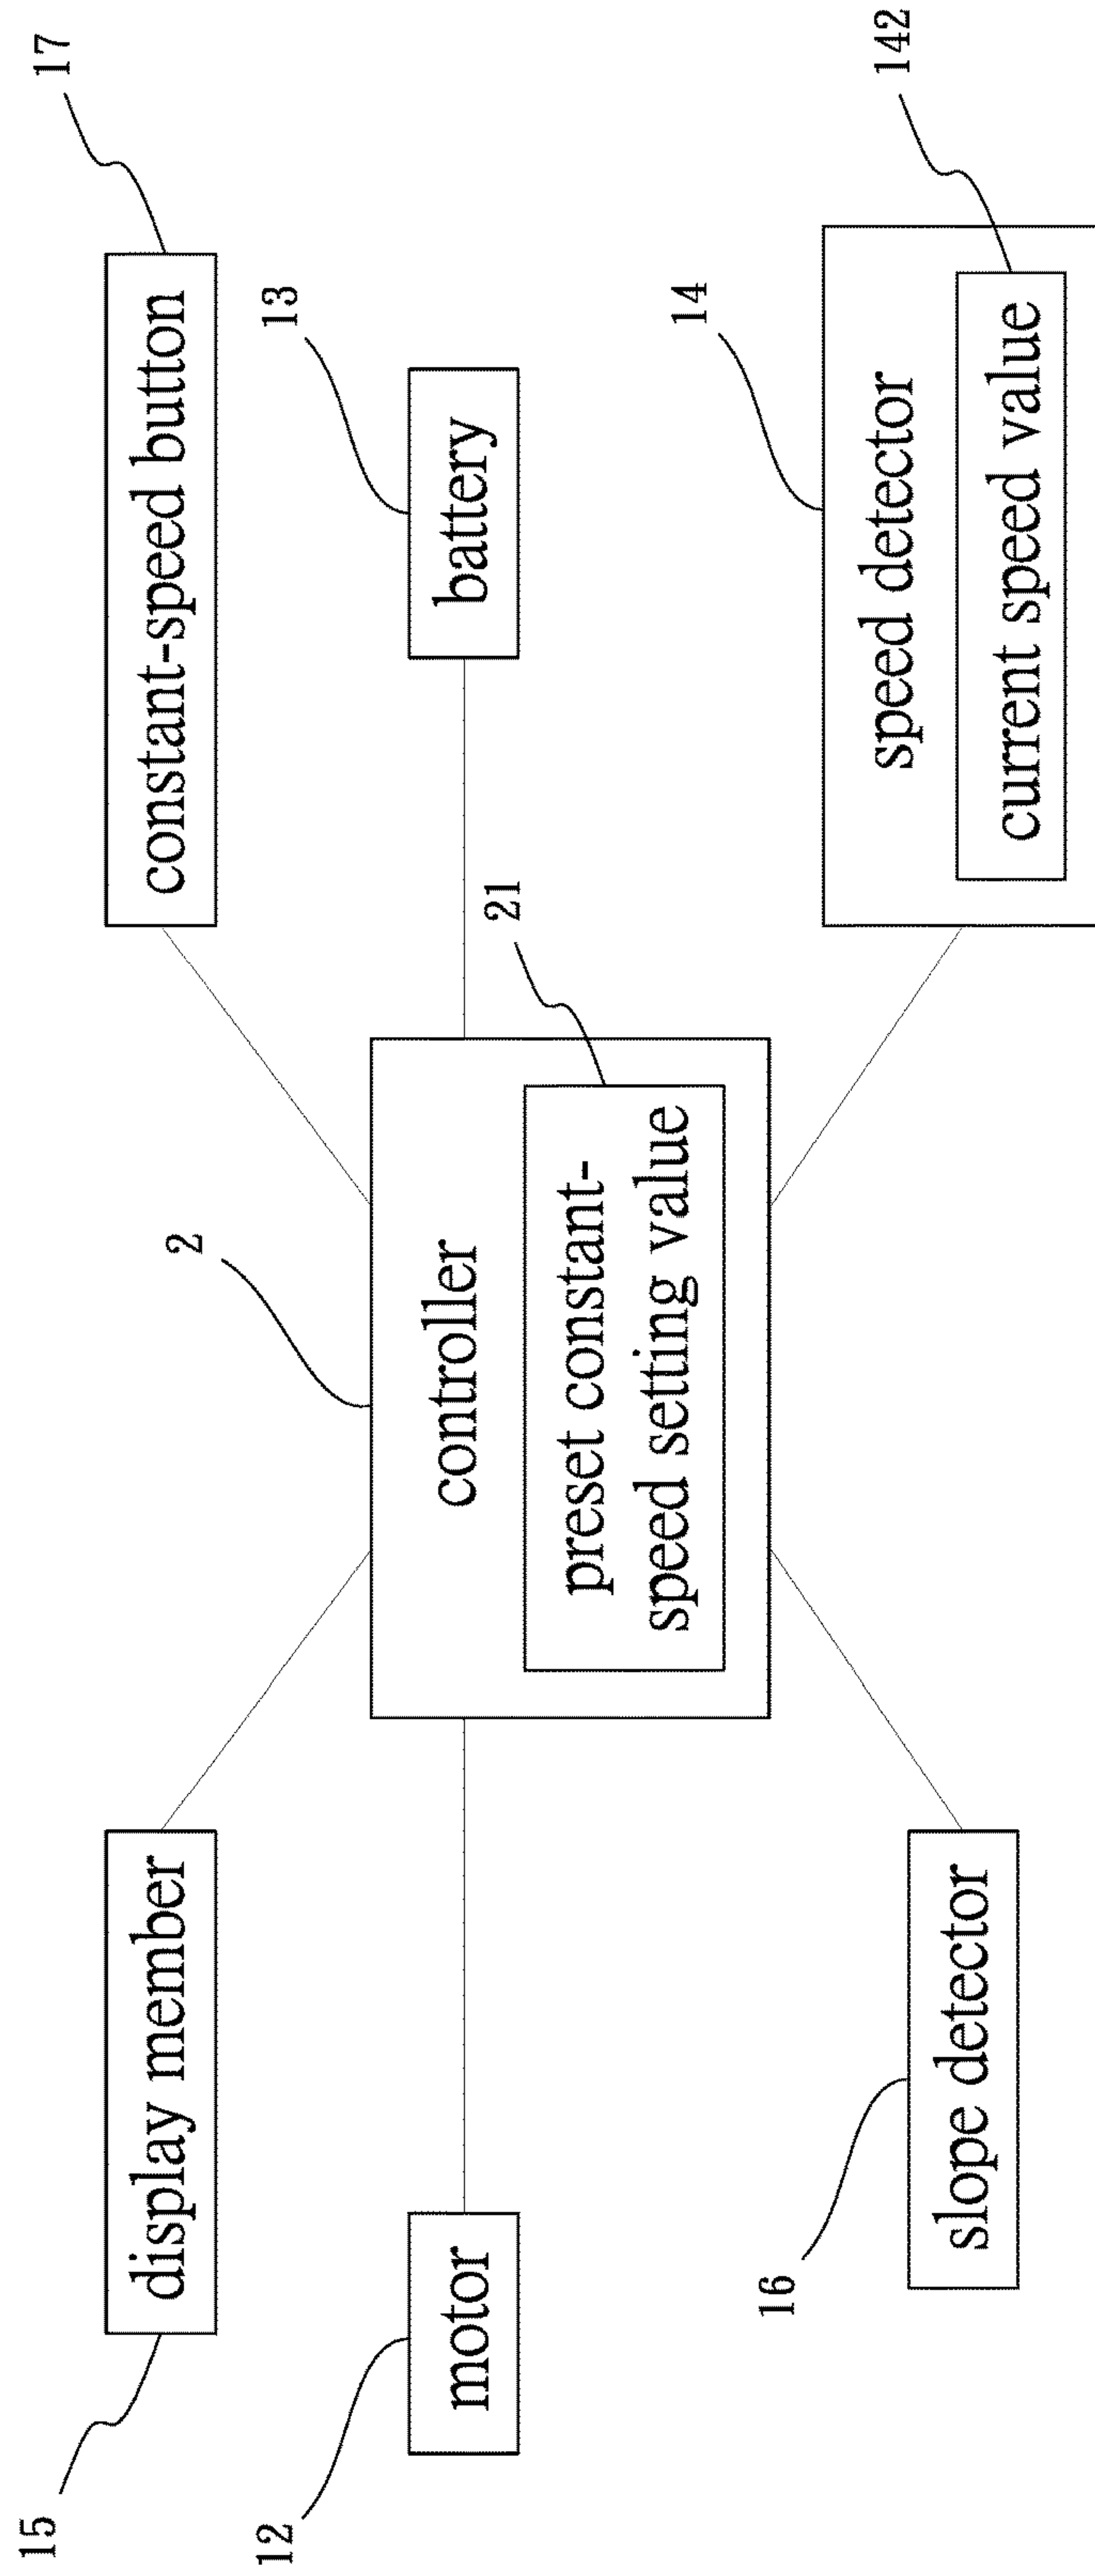 15
display member
constant-speed button
17
12
motor
2
controller
preset constant-
speed setting value
21
battery
13
16
slope detector
14
speed detector
current speed value
142